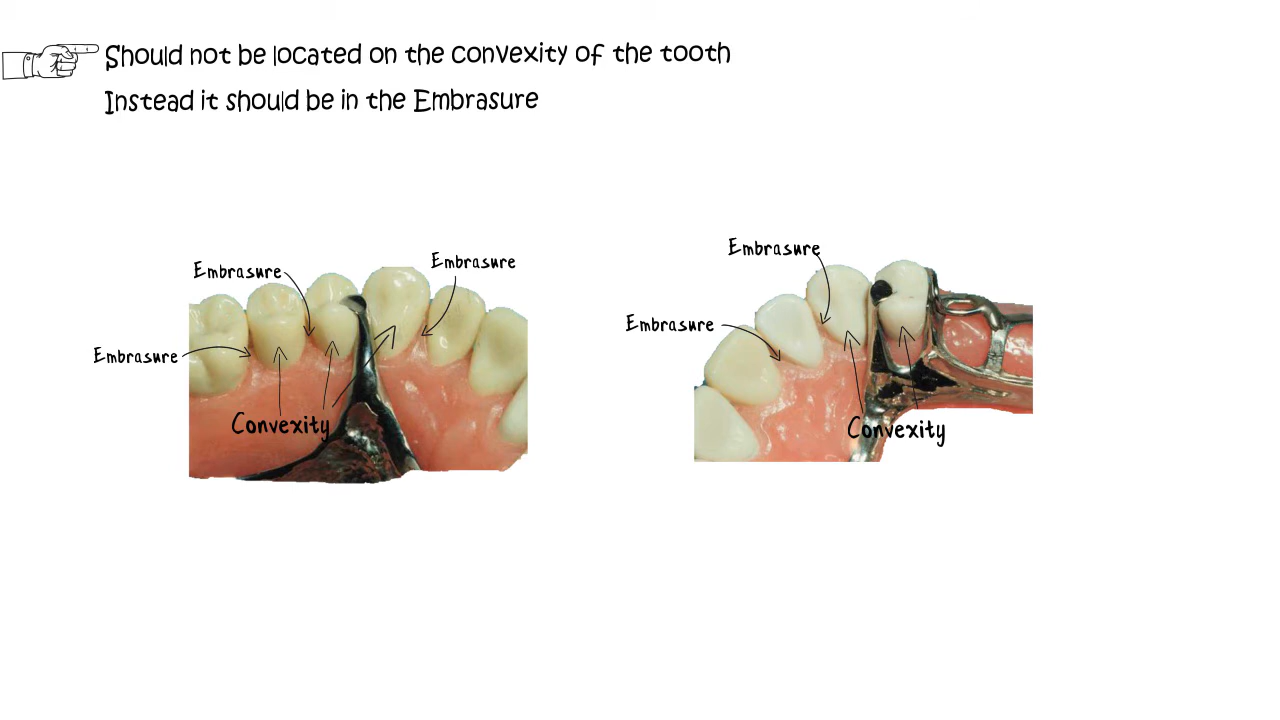 Should not be located on the convexity of the tooth
Instead it should be in the Embrasure
Embrasure
Embrasure
Embrasure
Convexity
Embrasure
Embrasure
Convexity